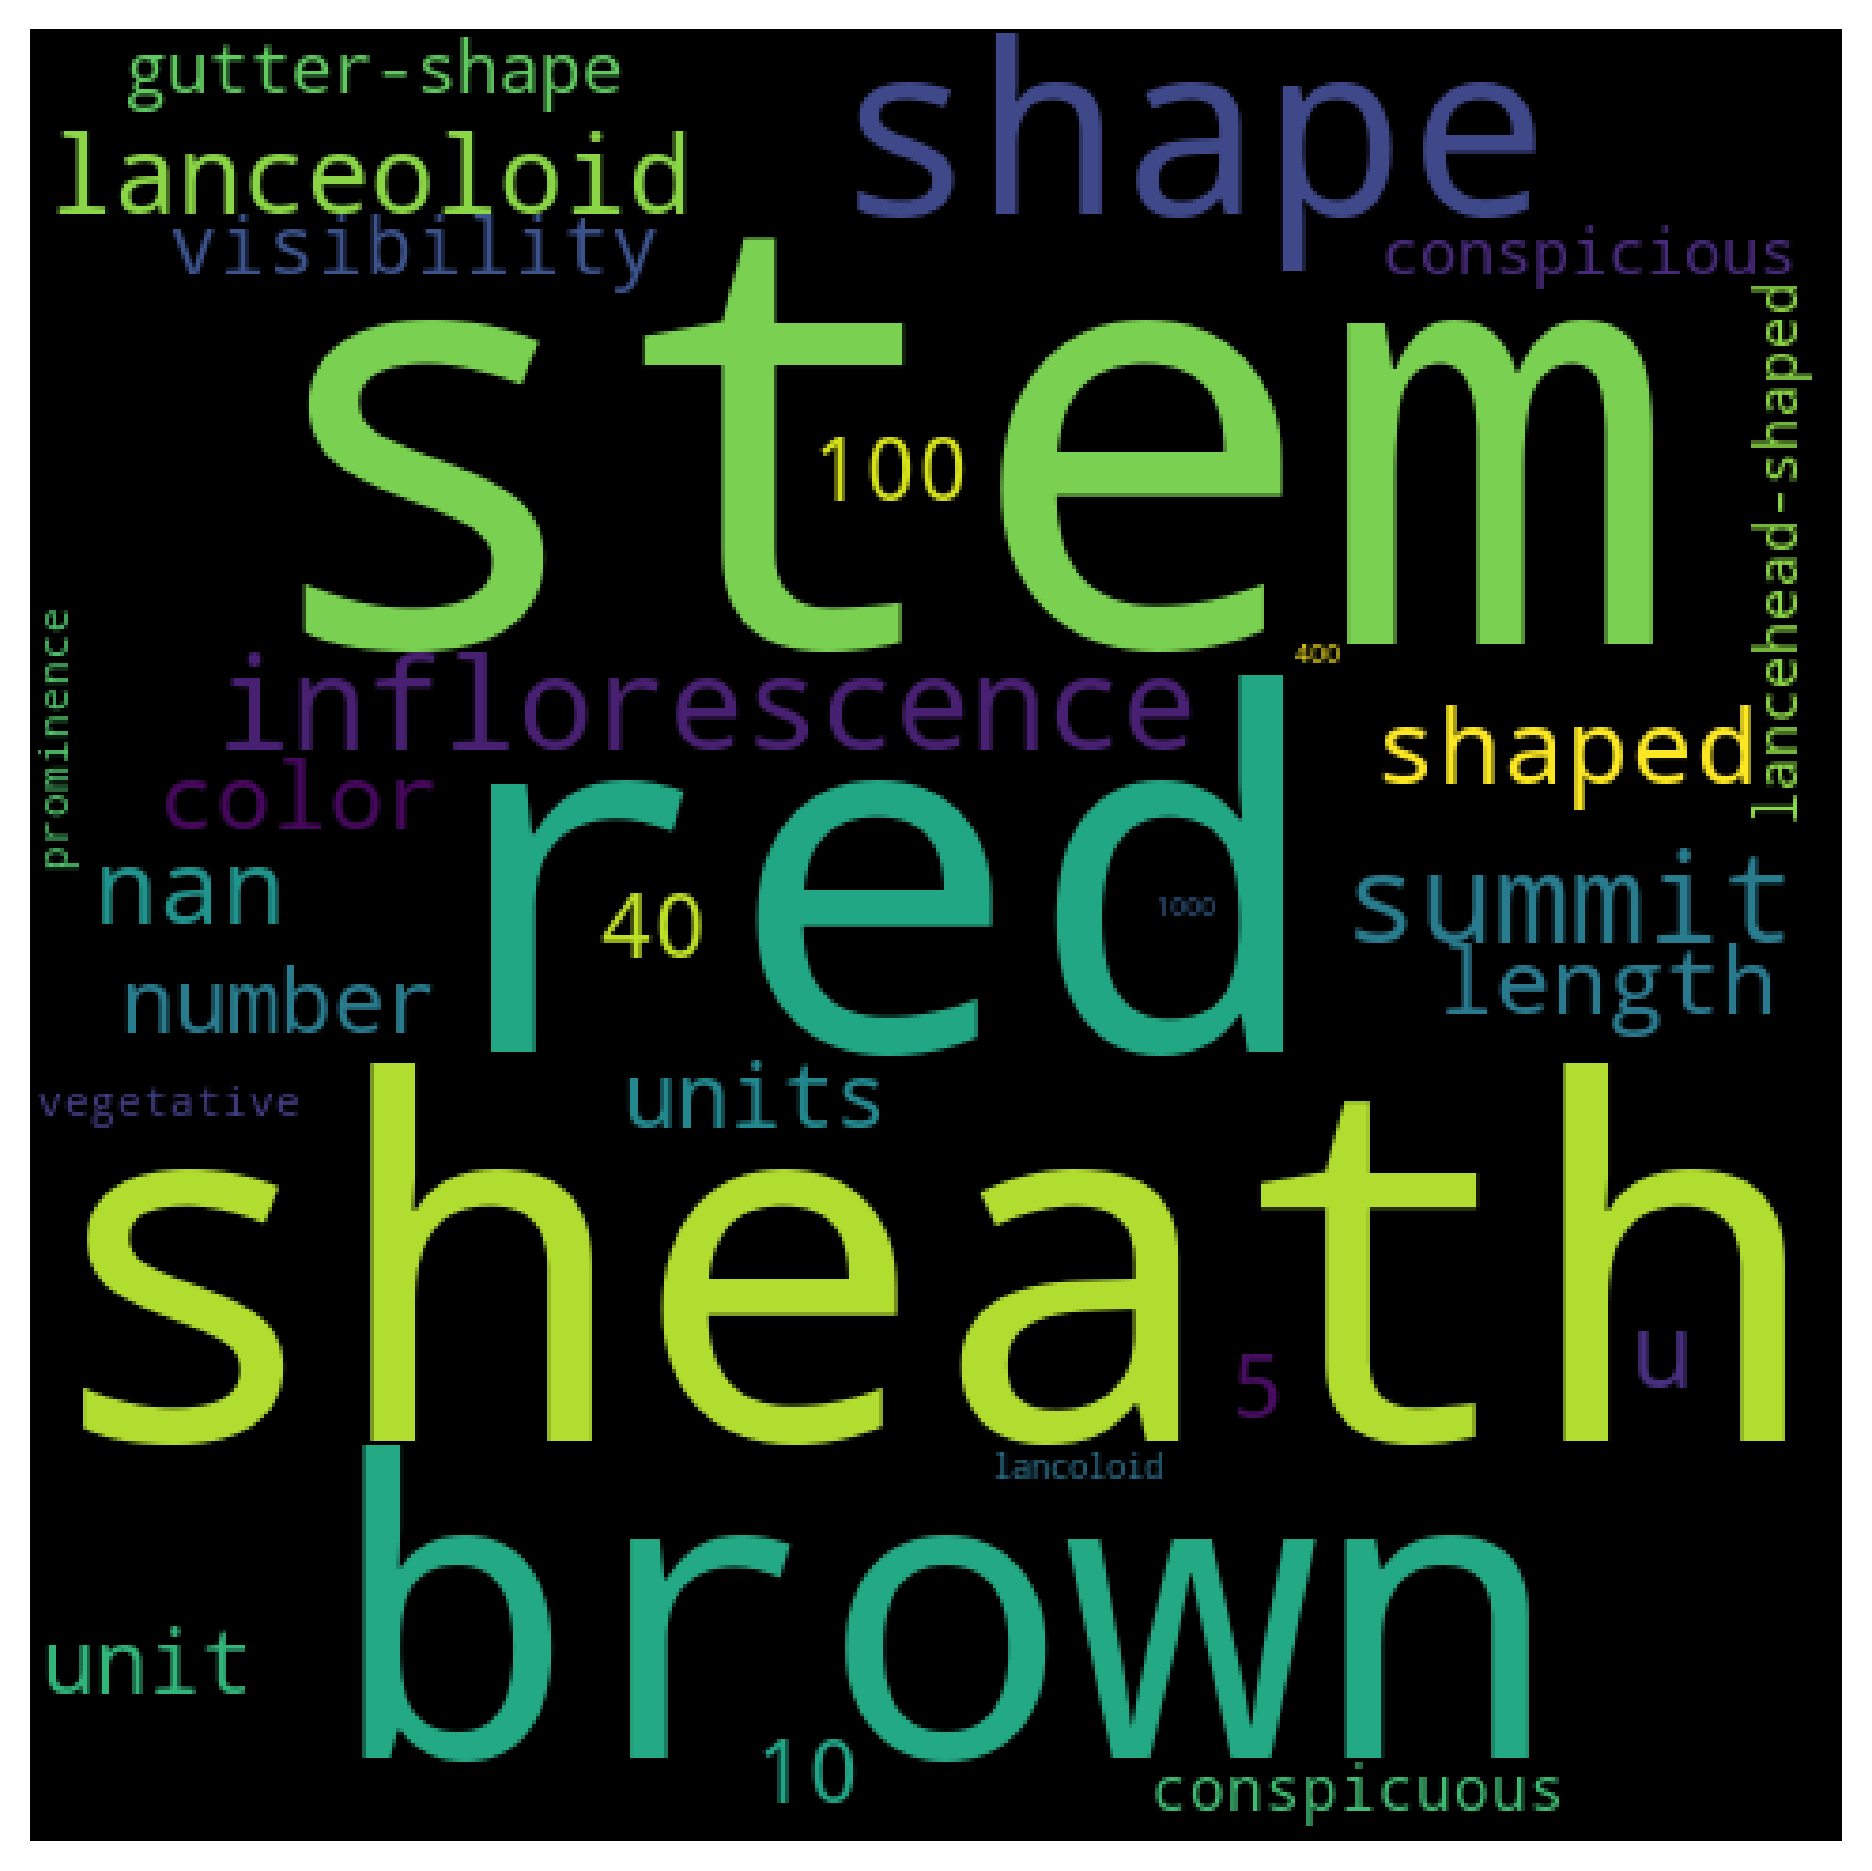 gutter-shape
shape
lanceoloid
visibility
conspicious
stem
lancehead-shaped
100
400
prominence
inflorescence
red
shaped
color
nan
40
1000
summit
number
length
units
vegetative
sheath
5
u
lancoloid
brown
unit
10
conspicuous